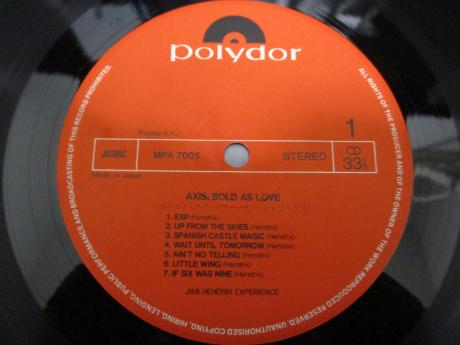 polydor
Polydor K.K.
1
JASRAC MPA 7005 STEREO 33⅓
Made in Japan
AXIS: BOLD AS LOVE
1. EXP (Hendrix)
2. UP FROM THE SKIES (Hendrix)
3. SPANISH CASTLE MAGIC (Hendrix)
4. WAIT UNTIL TOMORROW (Hendrix)
5. AIN'T NO TELLING (Hendrix)
6. LITTLE WING (Hendrix)
7. IF SIX WAS NINE (Hendrix)
JIMI HENDRIX EXPERIENCE
ALL RIGHTS OF THE PRODUCER AND OF THE OWNER OF THE WORK REPRODUCED RESERVED. UNAUTHORISED COPYING, HIRING, LENDING, PUBLIC PERFORMANCE AND BROADCASTING OF THIS RECORD PROHIBITED.